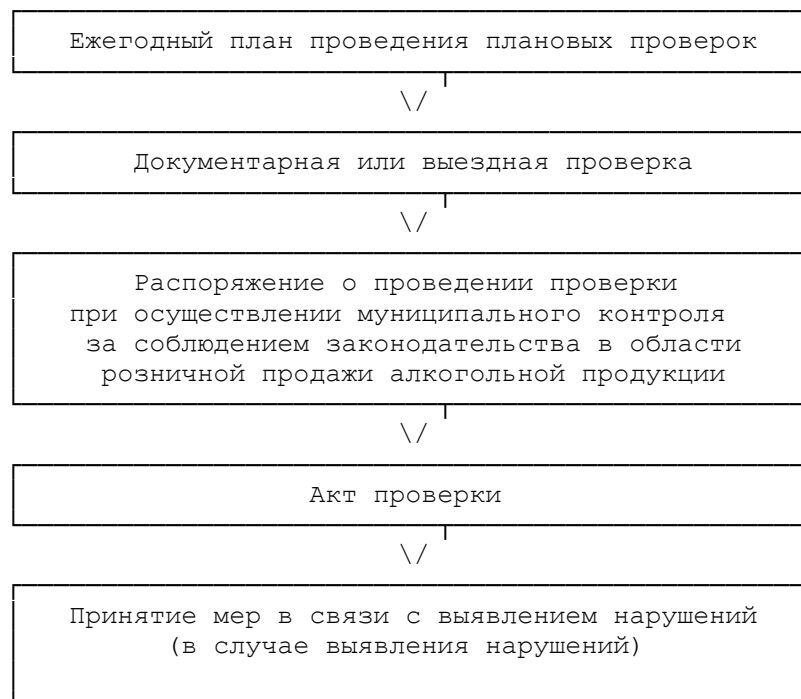 Ежегодный план проведения плановых проверок
\/
Документарная или выездная проверка
\/
Распоряжение о проведении проверки
при осуществлении муниципального контроля
за соблюдением законодательства в области
розничной продажи алкогольной продукции
\/
Акт проверки
\/
Принятие мер в связи с выявлением нарушений
(в случае выявления нарушений)